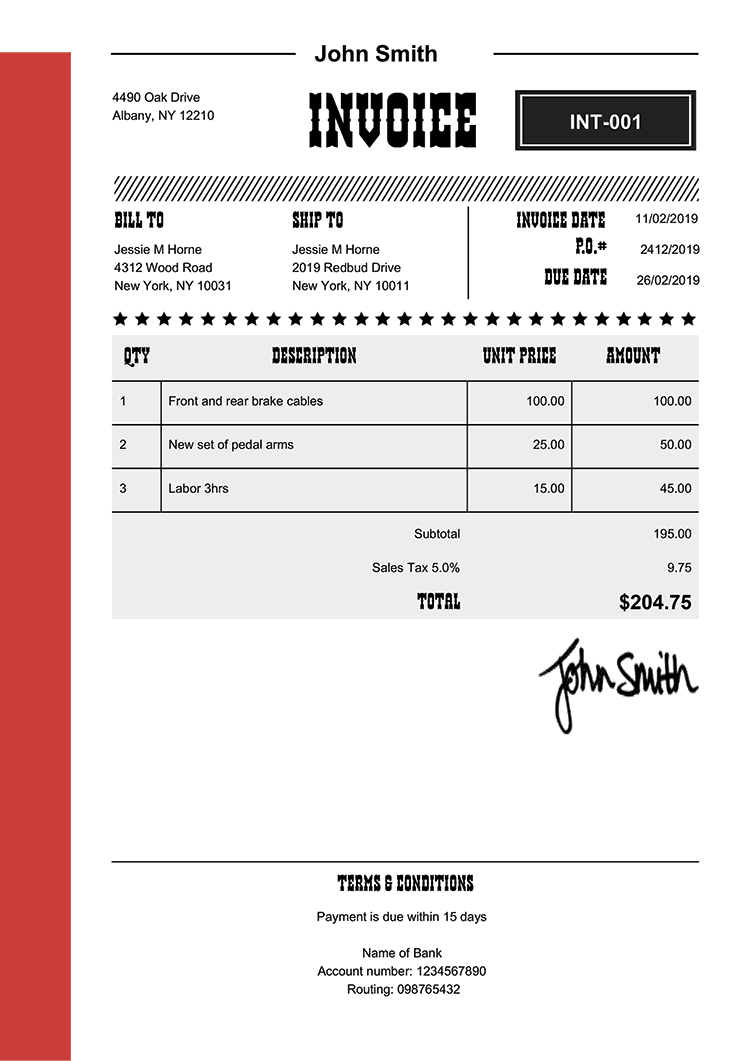 John Smith
4490 Oak Drive
Albany, NY 12210
INVOICE
INT-001
BILL TO
Jessie M Horne
4312 Wood Road
New York, NY 10031
SHIP TO
Jessie M Horne
2019 Redbud Drive
New York, NY 10011
INVOICE DATE 11/02/2019
P.O.# 2412/2019
DUE DATE 26/02/2019
QTY DESCRIPTION UNIT PRICE AMOUNT
1 Front and rear brake cables 100.00 100.00
2 New set of pedal arms 25.00 50.00
3 Labor 3hrs 15.00 45.00
Subtotal 195.00
Sales Tax 5.0% 9.75
TOTAL $204.75
John Smith
TERMS & CONDITIONS
Payment is due within 15 days
Name of Bank
Account number: 1234567890
Routing: 098765432